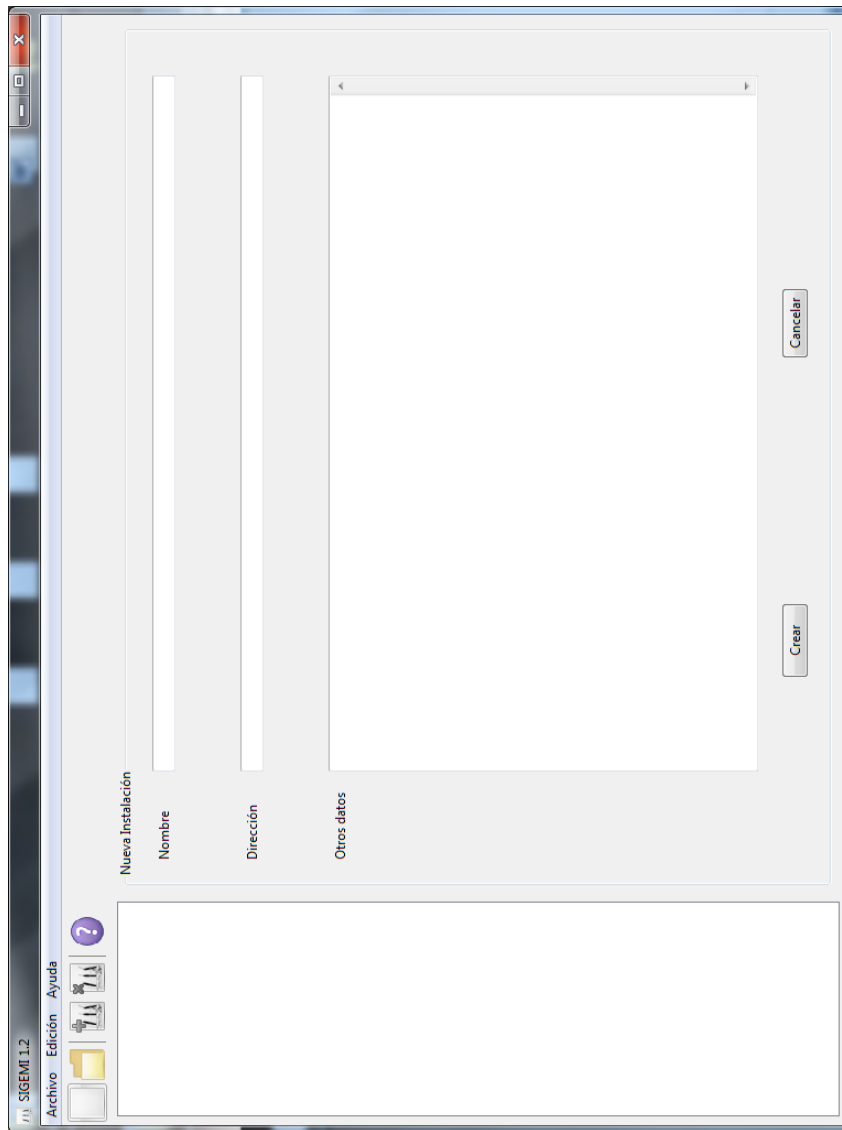 SIGEMI 1.2
Archivo Edición Ayuda
Nueva Instalación
Nombre
Dirección
Otros datos
Crear Cancelar